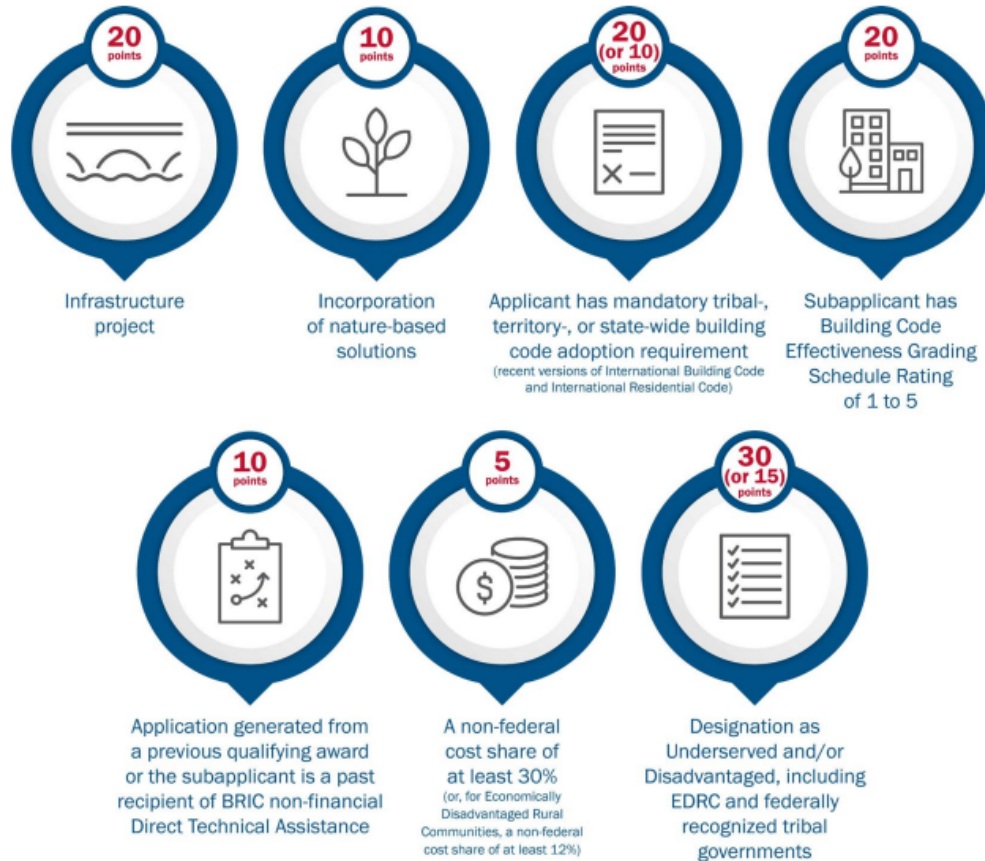 20
points
Infrastructure
project
10
points
Incorporation
of nature-based
solutions
20
(or 10)
points
Applicant has mandatory tribal-,
territory-, or state-wide building
code adoption requirement
(recent versions of International Building Code
and International Residential Code)
20
points
Subapplicant has
Building Code
Effectiveness Grading
Schedule Rating
of 1 to 5
10
points
Application generated from
a previous qualifying award
or the subapplicant is a past
recipient of BRIC non-financial
Direct Technical Assistance
5
points
$
A non-federal
cost share of
at least 30%
(or, for Economically
Disadvantaged Rural
Communities, a non-federal
cost share of at least 12%)
30
(or 15)
points
Designation as
Underserved and/or
Disadvantaged, including
EDRC and federally
recognized tribal
governments